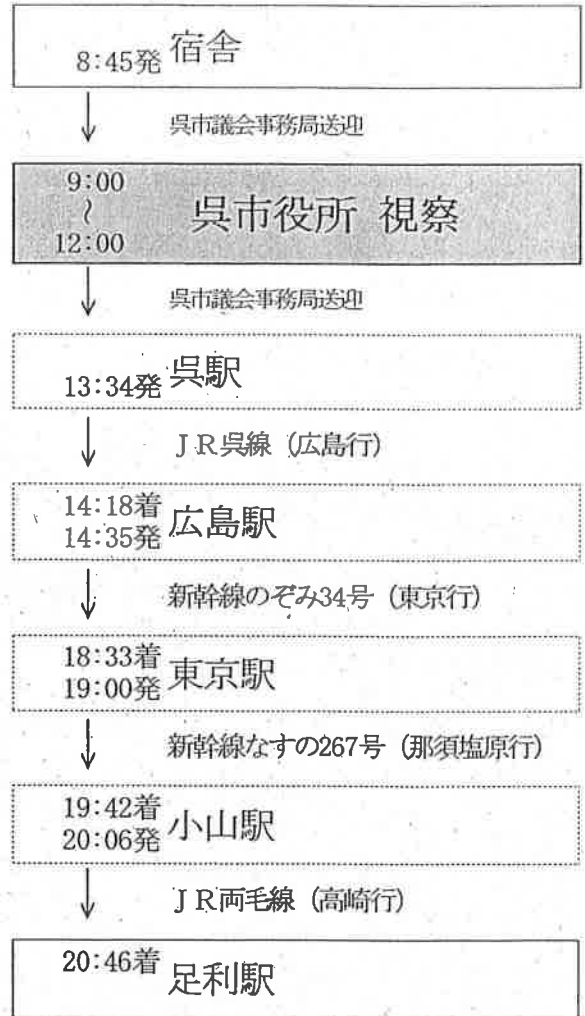 8:45発 宿舎
↓ 呉市議会事務局送迎
9:00
～
12:00
呉市役所 視察
↓ 呉市議会事務局送迎
13:34発 呉駅
↓ JR呉線（広島行）
14:18着
14:35発
広島駅
↓ 新幹線のぞみ34号（東京行）
18:33着
19:00発
東京駅
↓ 新幹線なすの267号（那須塩原行）
19:42着
20:06発
小山駅
↓ JR両毛線（高崎行）
20:46着
足利駅